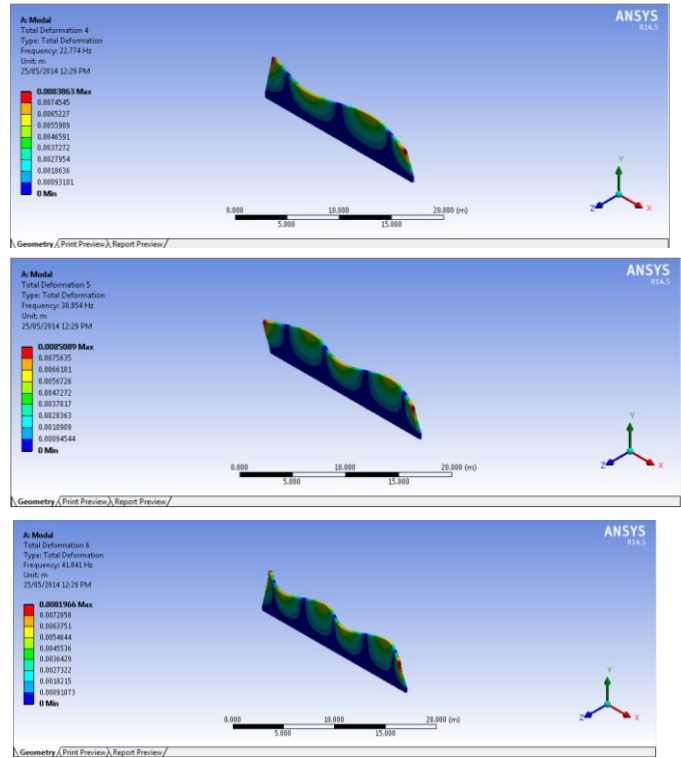 A: Modal
Total Deformation 4
Type: Total Deformation
Frequency: 22.774 Hz
Unit: m
25/05/2014 12:29 PM
ANSYS
R14.5
0.0083863 Max
0.0074545
0.0065227
0.0055909
0.0046591
0.0037272
0.0027954
0.0018636
0.00093181
0 Min
0.000 10.000 20.000 (m)
5.000 15.000
Y
Z X
Geometry Print Preview Report Preview
A: Modal
Total Deformation 5
Type: Total Deformation
Frequency: 30.954 Hz
Unit: m
25/05/2014 12:29 PM
ANSYS
R14.5
0.0085089 Max
0.0075635
0.0066181
0.0056726
0.0047272
0.0037817
0.0028363
0.0018909
0.00094544
0 Min
0.000 10.000 20.000 (m)
5.000 15.000
Y
Z X
Geometry Print Preview Report Preview
A: Modal
Total Deformation 6
Type: Total Deformation
Frequency: 41.841 Hz
Unit: m
25/05/2014 12:29 PM
ANSYS
R14.5
0.0081966 Max
0.0072858
0.0063751
0.0054644
0.0045536
0.0036429
0.0027322
0.0018215
0.00091073
0 Min
0.000 10.000 20.000 (m)
5.000 15.000
Y
Z X
Geometry Print Preview Report Preview